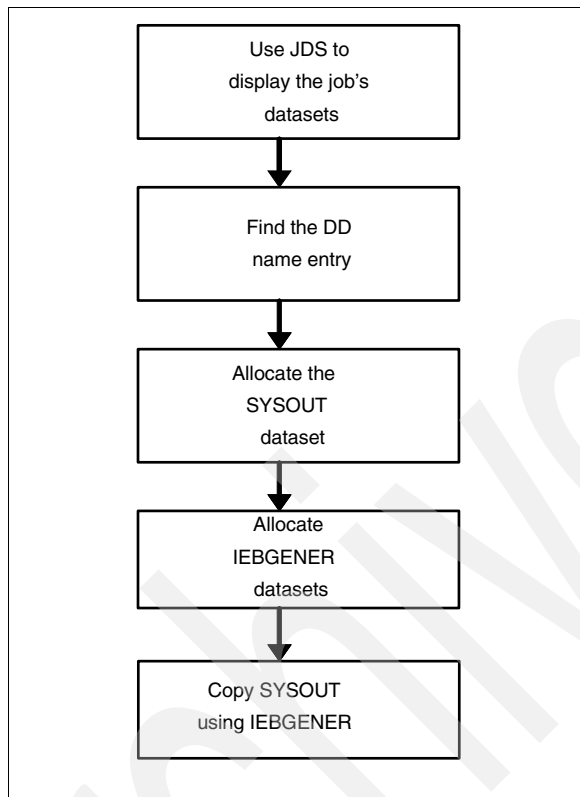 Use JDS to
display the job's
datasets
Find the DD
name entry
Allocate the
SYSOUT
dataset
Allocate
IEBGENER
datasets
Copy SYSOUT
using IEBGENER